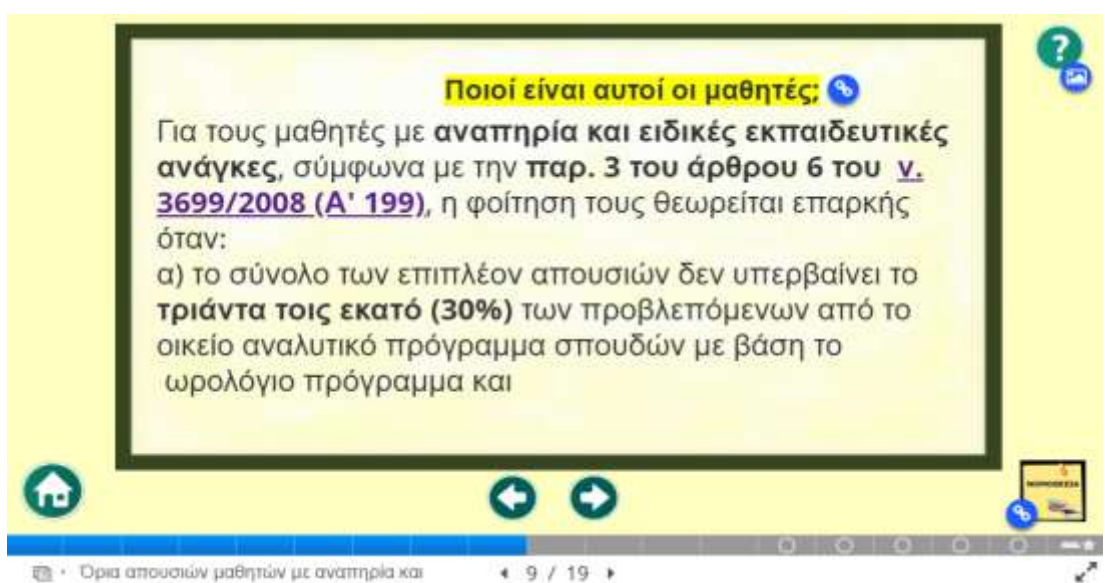 ?
Ποιοί είναι αυτοί οι μαθητές;
Για τους μαθητές με αναπηρία και ειδικές εκπαιδευτικές
ανάγκες, σύμφωνα με την παρ. 3 του άρθρου 6 του ν.
3699/2008 (Α' 199), η φοίτηση τους θεωρείται επαρκής
όταν:
α) το σύνολο των επιπλέον απουσιών δεν υπερβαίνει το
τριάντα τοις εκατό (30%) των προβλεπόμενων από το
οικείο αναλυτικό πρόγραμμα σπουδών με βάση το
ωρολόγιο πρόγραμμα και
ΝΟΜΟΘΕΣΙΑ
Όρια απουσιών μαθητών με αναπηρία και
9 / 19